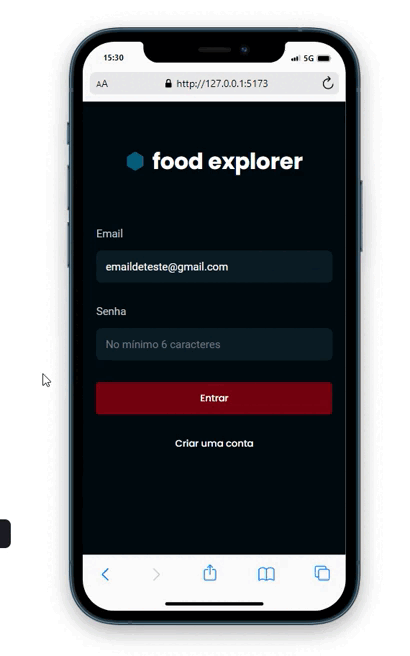 15:30
5G
AA
http://127.0.0.1:5173
food explorer
Email
emaildeteste@gmail.com
Senha
No mínimo 6 caracteres
Entrar
Criar uma conta